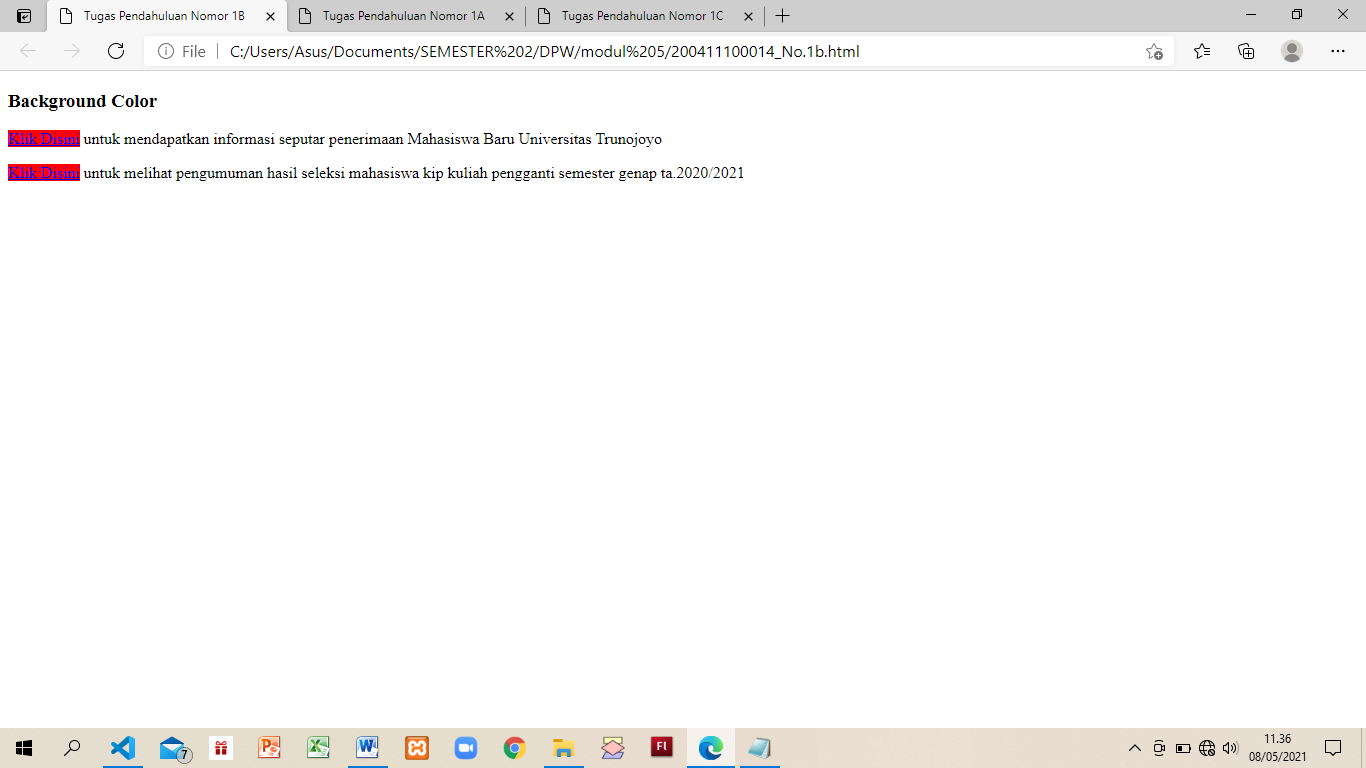 Tugas Pendahuluan Nomor 1B
Tugas Pendahuluan Nomor 1A
Tugas Pendahuluan Nomor 1C
File
C:/Users/Asus/Documents/SEMESTER%202/DPW/modul%205/200411100014_No.1b.html
Background Color
Klik Disini untuk mendapatkan informasi seputar penerimaan Mahasiswa Baru Universitas Trunojoyo
Klik Disini untuk melihat pengumuman hasil seleksi mahasiswa kip kuliah pengganti semester genap ta.2020/2021
7
Fl
11.36
08/05/2021